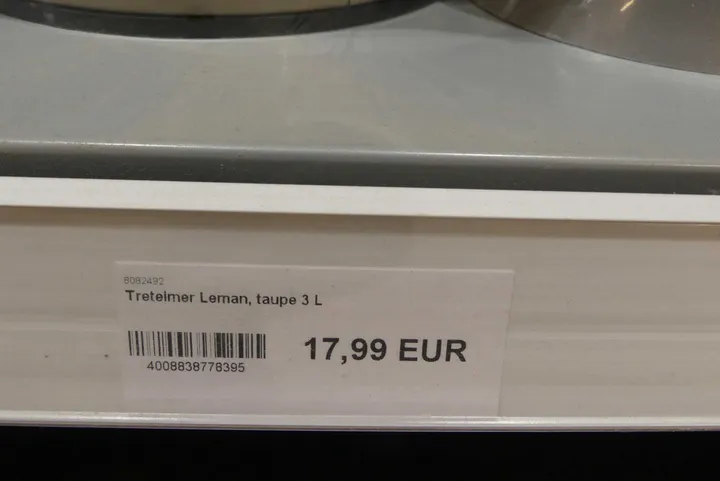 8082492
Treteimer Leman, taupe 3 L
17,99 EUR
4008838778395